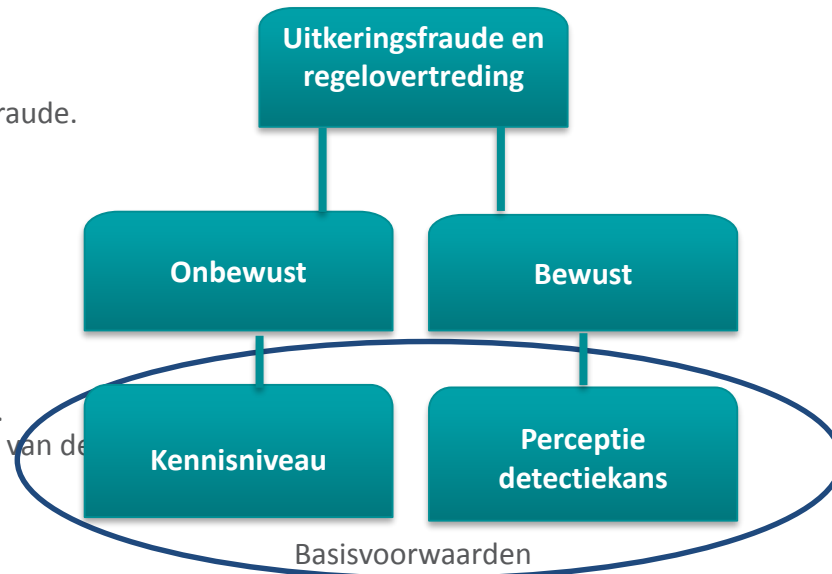 Uitkeringsfraude en
regelovertreding
raude.
Onbewust
Bewust
van de
Kennisniveau
Perceptie
detectiekans
Basisvoorwaarden